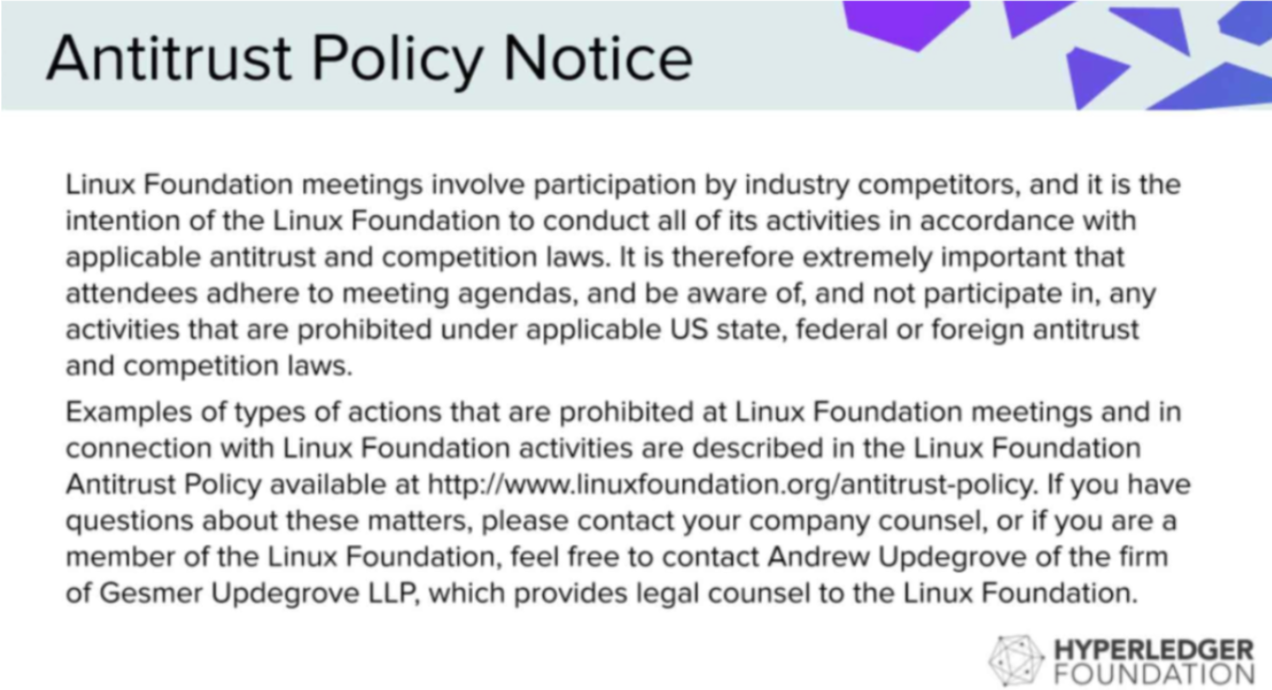 Antitrust Policy Notice
Linux Foundation meetings involve participation by industry competitors, and it is the
intention of the Linux Foundation to conduct all of its activities in accordance with
applicable antitrust and competition laws. It is therefore extremely important that
attendees adhere to meeting agendas, and be aware of, and not participate in, any
activities that are prohibited under applicable US state, federal or foreign antitrust
and competition laws.
Examples of types of actions that are prohibited at Linux Foundation meetings and in
connection with Linux Foundation activities are described in the Linux Foundation
Antitrust Policy available at http://www.linuxfoundation.org/antitrust-policy. If you have
questions about these matters, please contact your company counsel, or if you are a
member of the Linux Foundation, feel free to contact Andrew Updegrove of the firm
of Gesmer Updegrove LLP, which provides legal counsel to the Linux Foundation.
HYPERLEDGER
FOUNDATION